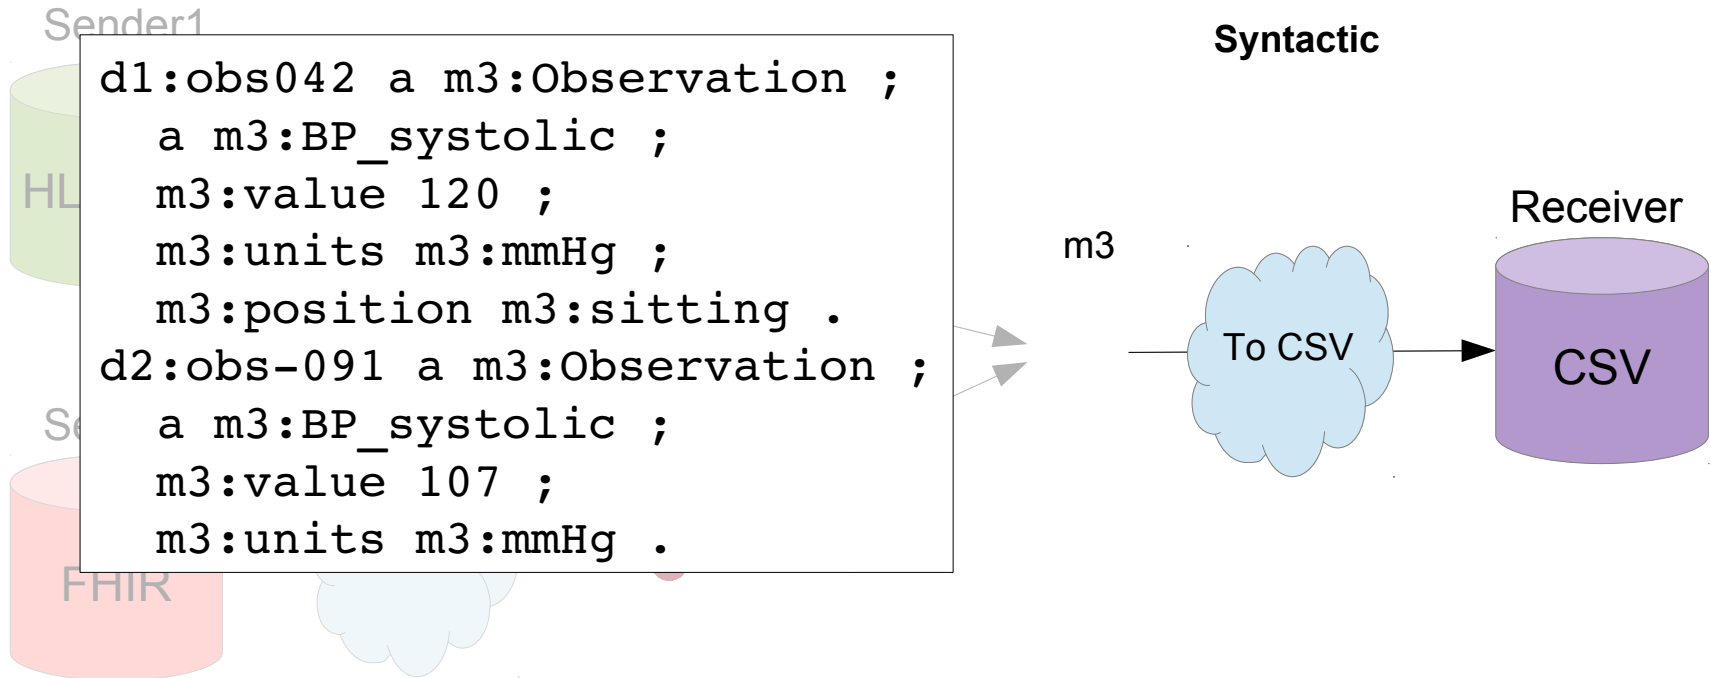 Sender1
Syntactic
d1:obs042 a m3:Observation ;
a m3:BP_systolic ;
m3:value 120 ;
m3:units m3:mmHg ;
m3:position m3:sitting .
d2:obs-091 a m3:Observation ;
a m3:BP_systolic ;
m3:value 107 ;
m3:units m3:mmHg .
HL
FHIR
m3
To CSV
Receiver
CSV